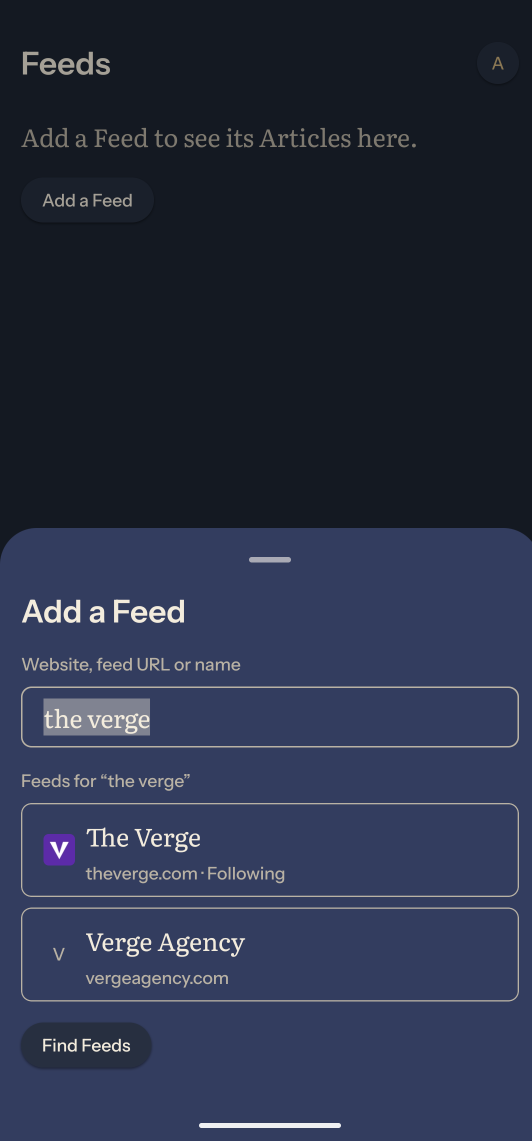 Feeds
A
Add a Feed to see its Articles here.
Add a Feed
Add a Feed
Website, feed URL or name
the verge
Feeds for “the verge”
The Verge
theverge.com · Following
V
Verge Agency
vergeagency.com
Find Feeds